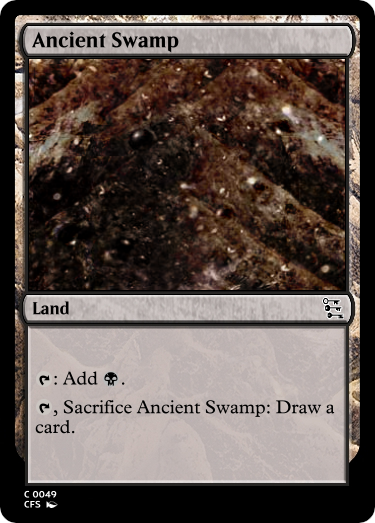 Ancient Swamp
Land
: Add .
, Sacrifice Ancient Swamp: Draw a
card.
C 0049
CFS